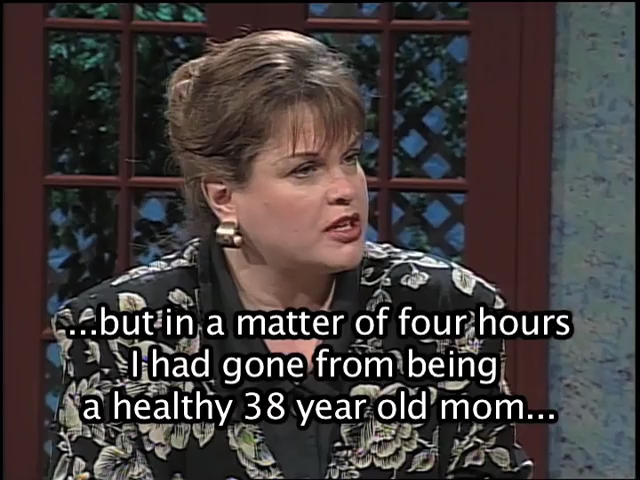 ...but in a matter of four hours
I had gone from being
a healthy 38 year old mom...